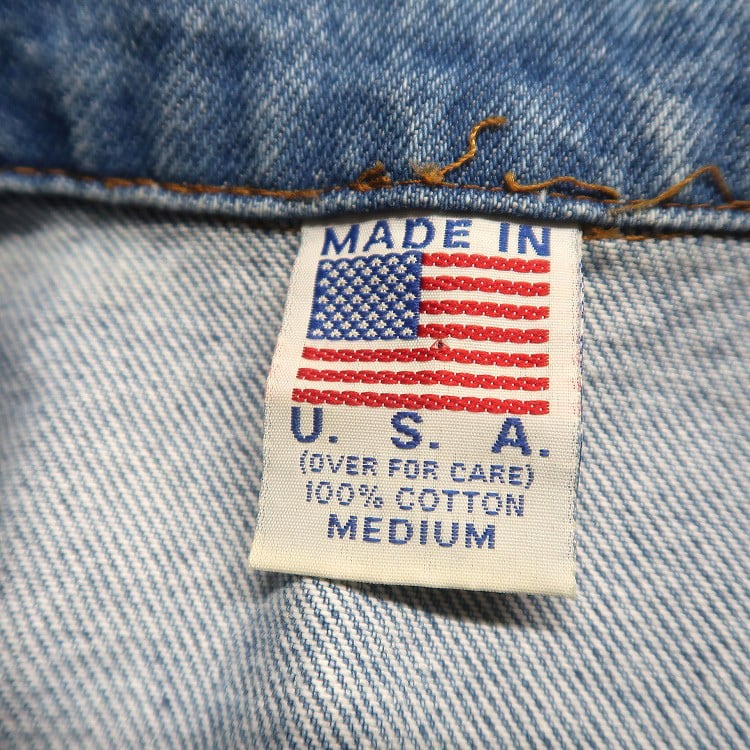 MADE IN
U. S. A.
(OVER FOR CARE)
100% COTTON
MEDIUM